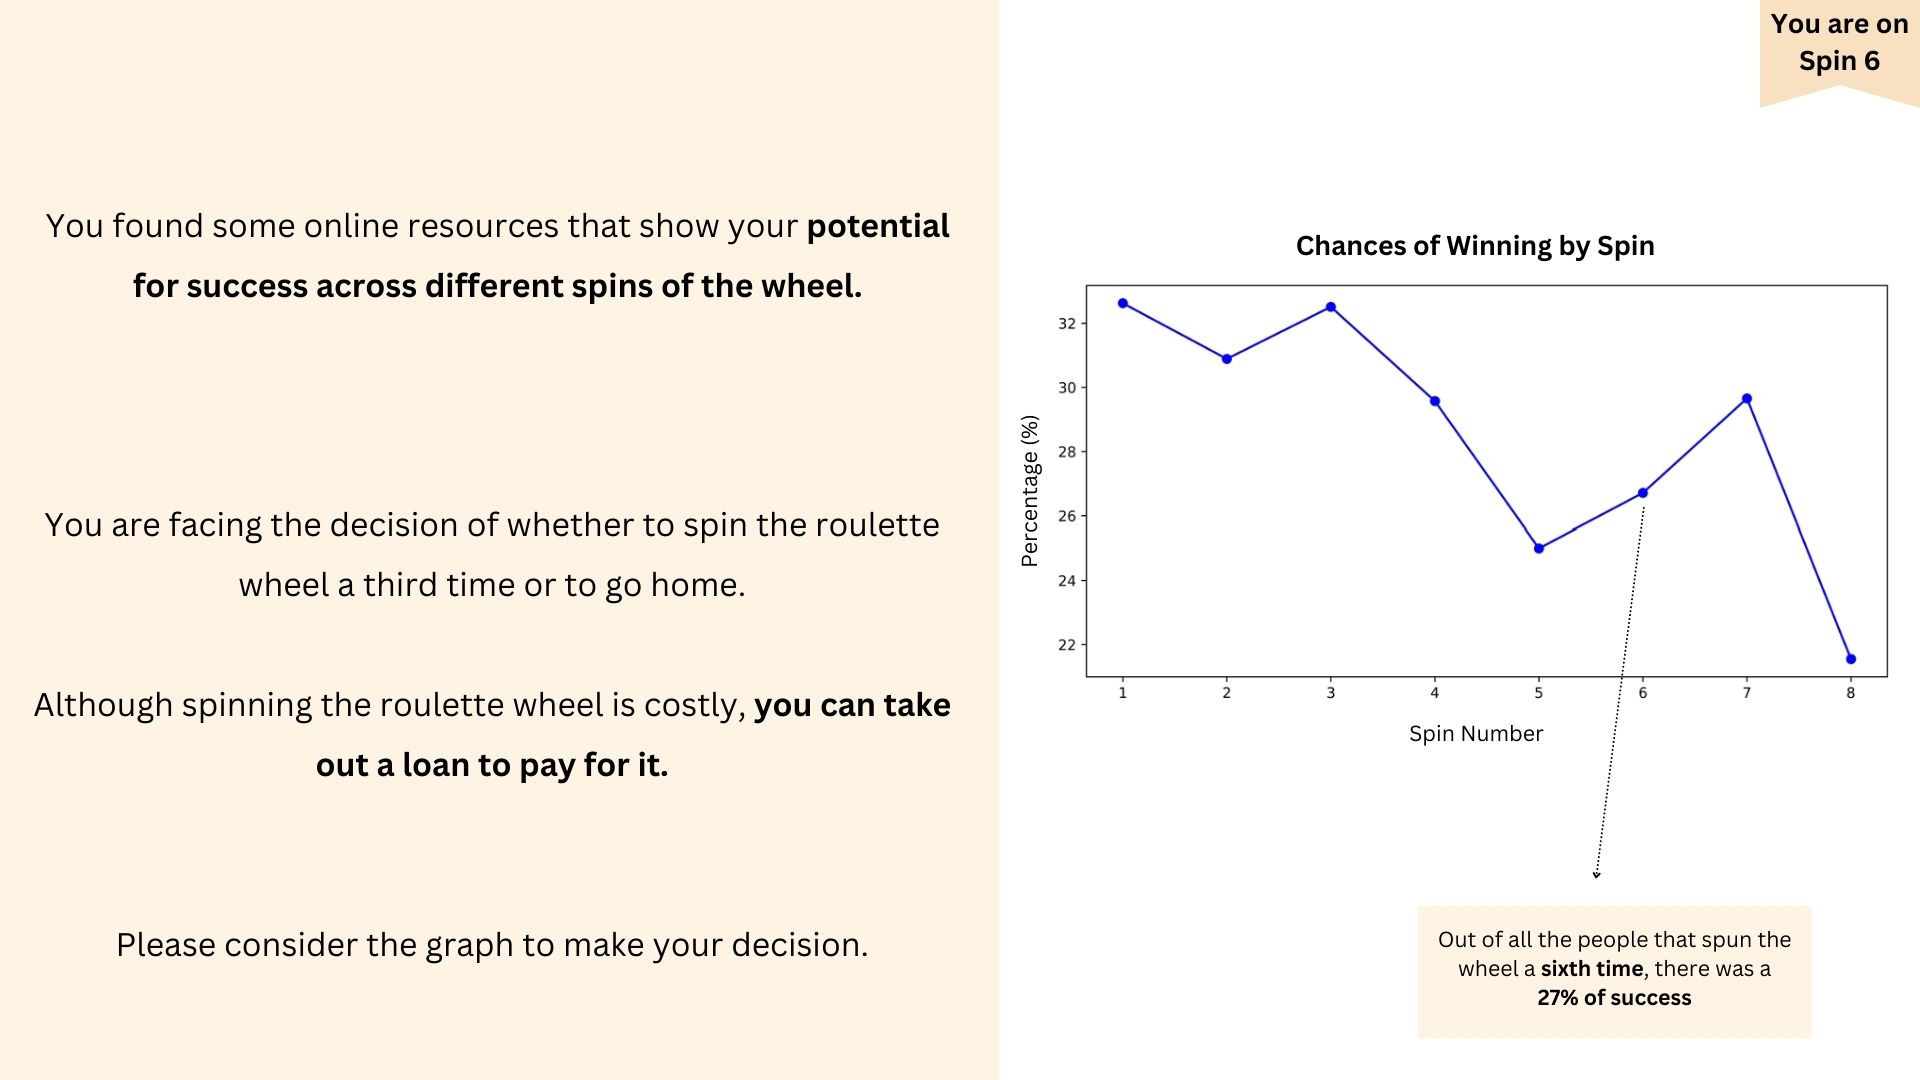 You are on
Spin 6
You found some online resources that show your potential
for success across different spins of the wheel.
You are facing the decision of whether to spin the roulette
wheel a third time or to go home.
Although spinning the roulette wheel is costly, you can take
out a loan to pay for it.
Please consider the graph to make your decision.
Chances of Winning by Spin
Percentage (%)
32
30
28
26
24
22
1 2 3 4 5 6 7 8
Spin Number
Out of all the people that spun the
wheel a sixth time, there was a
27% of success